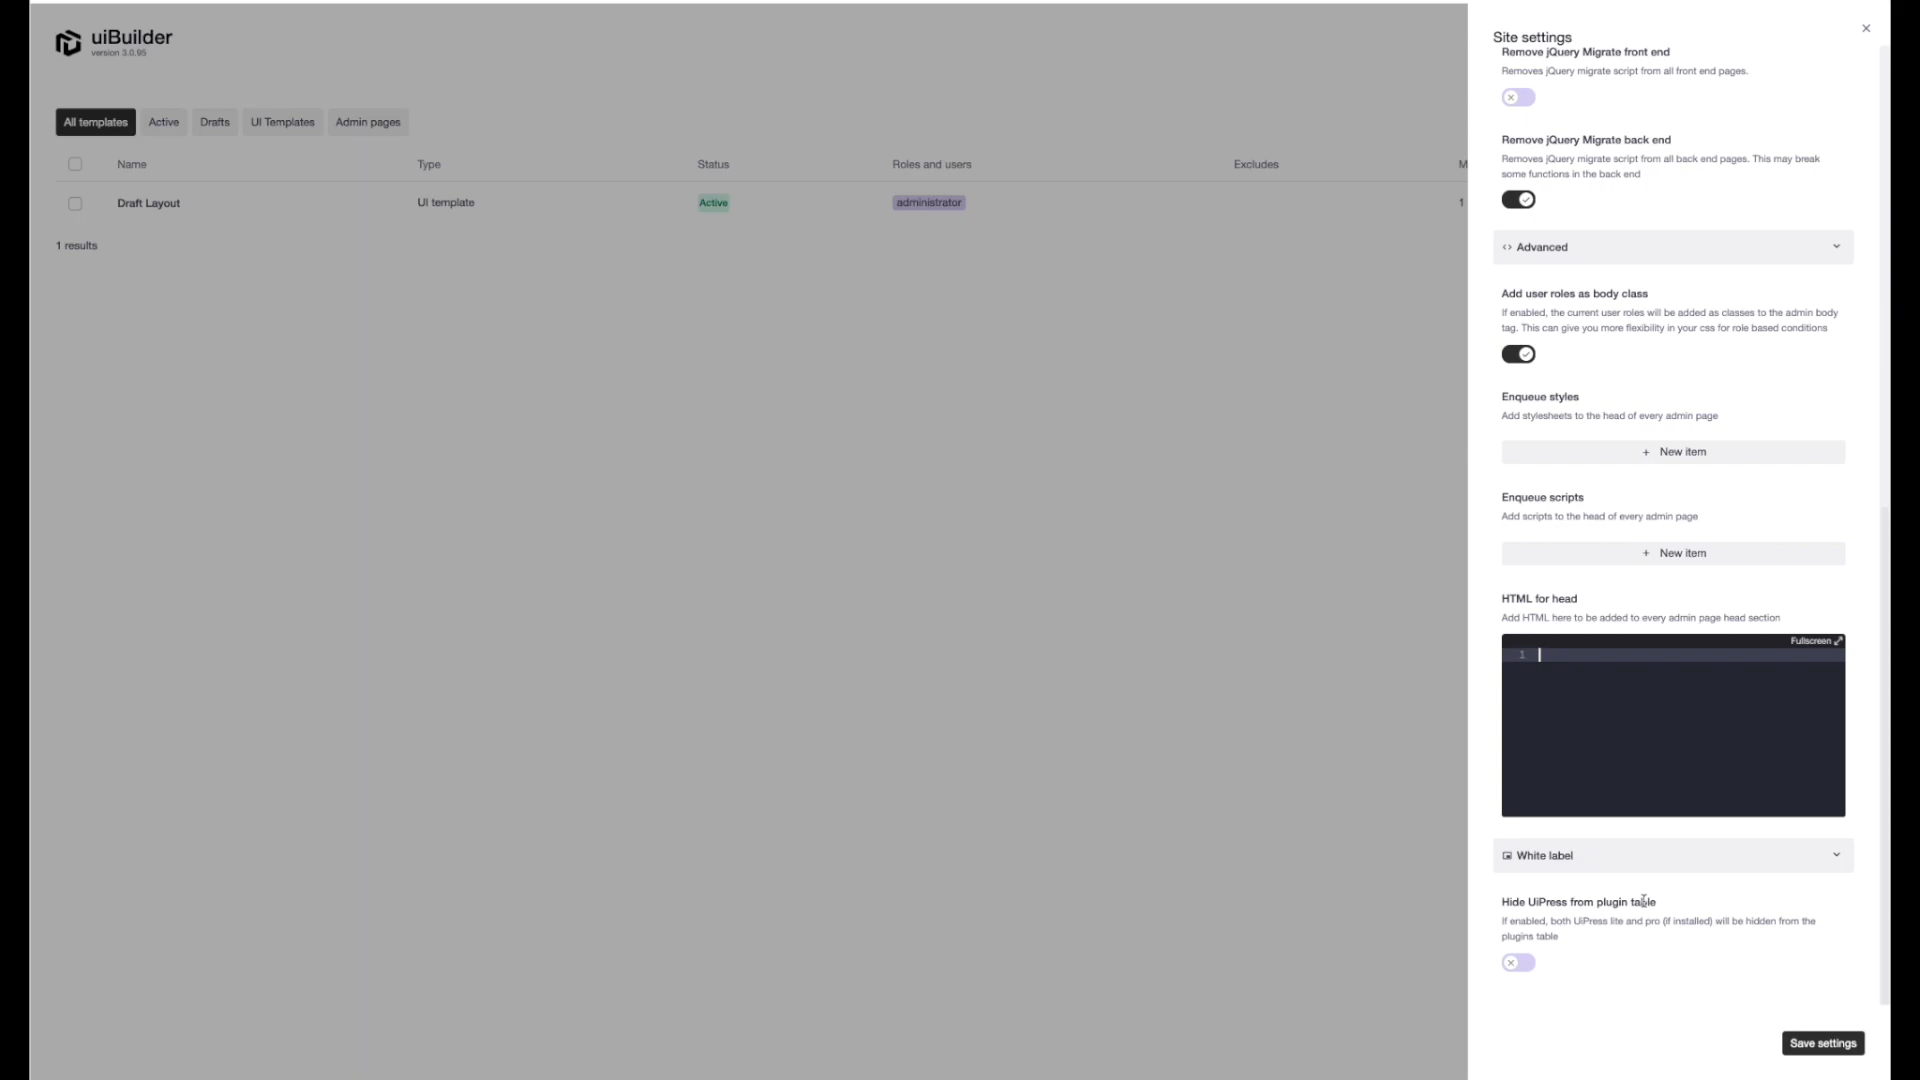 uiBuilder
version 3.0.95
All templates
Active
Drafts
UI Templates
Admin pages
Name
Type
Status
Roles and users
Excludes
M
Draft Layout
UI template
Active
administrator
1
1 results
Site settings
Remove jQuery Migrate front end
Removes jQuery migrate script from all front end pages.
Remove jQuery Migrate back end
Removes jQuery migrate script from all back end pages. This may break
some functions in the back end
Advanced
Add user roles as body class
If enabled, the current user roles will be added as classes to the admin body
tag. This can give you more flexibility in your css for role based conditions
Enqueue styles
Add stylesheets to the head of every admin page
+ New item
Enqueue scripts
Add scripts to the head of every admin page
+ New item
HTML for head
Add HTML here to be added to every admin page head section
Fullscreen
1
White label
Hide UiPress from plugin table
If enabled, both UiPress lite and pro (if installed) will be hidden from the
plugins table
Save settings